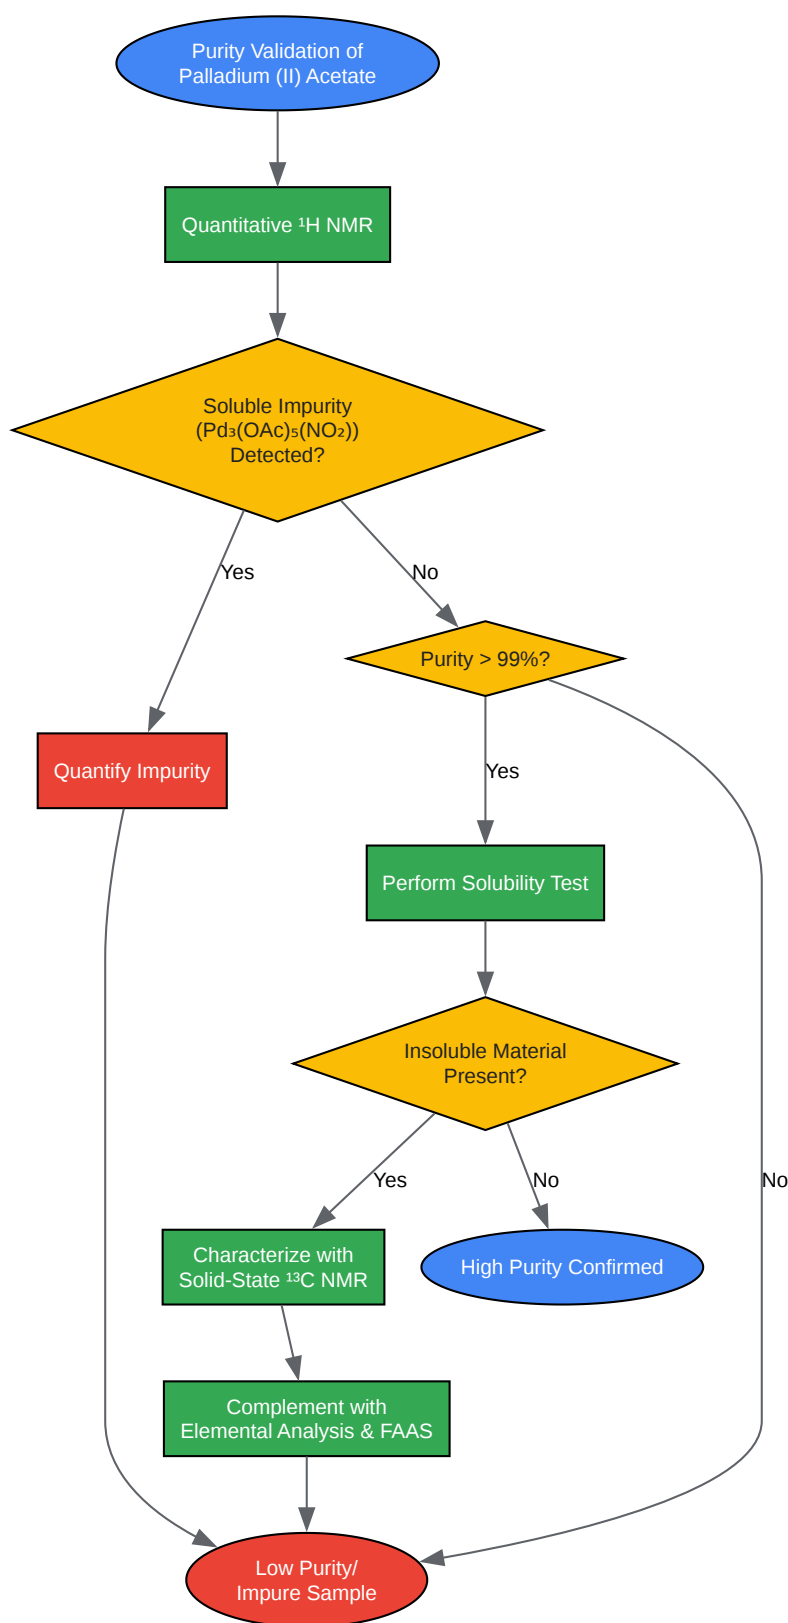 Purity Validation of
Palladium (II) Acetate
Quantitative ¹H NMR
Soluble Impurity
(Pd₃(OAc)₅(NO₂))
Detected?
Yes
No
Purity > 99%?
Quantify Impurity
Yes
Perform Solubility Test
Insoluble Material
Present?
Yes
No
No
Characterize with
Solid-State ¹³C NMR
High Purity Confirmed
Complement with
Elemental Analysis & FAAS
Low Purity/
Impure Sample